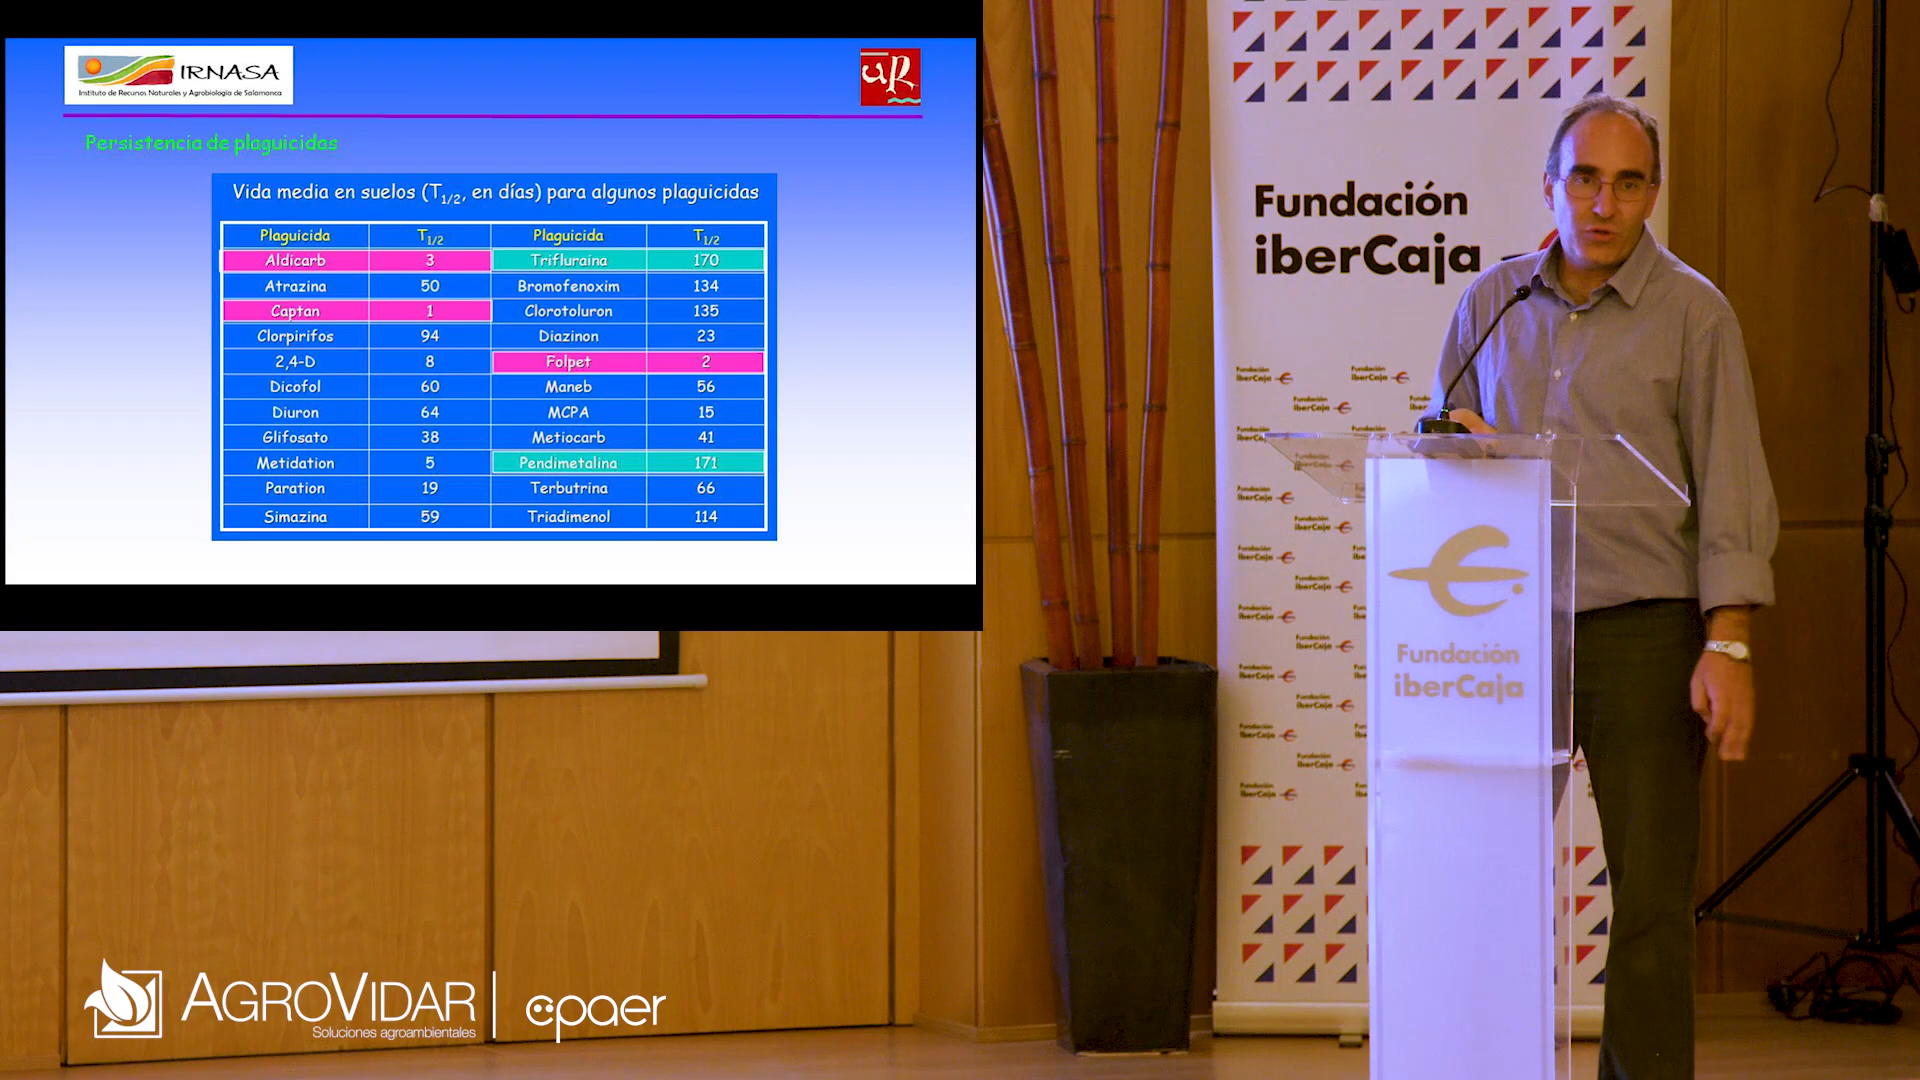 IRNASA
Instituto de Recursos Naturales y Agrobiología de Salamanca
uR
Persistencia de plaguicidas
Vida media en suelos (T1/2, en días) para algunos plaguicidas
Plaguicida T1/2 Plaguicida T1/2
Aldicarb 3 Trifluraina 170
Atrazina 50 Bromofenoxim 134
Captan 1 Clorotoluron 135
Clorpirifos 94 Diazinon 23
2,4-D 8 Folpet 2
Dicofol 60 Maneb 56
Diuron 64 MCPA 15
Glifosato 38 Metiocarb 41
Metidation 5 Pendimetalina 171
Paration 19 Terbutrina 66
Simazina 59 Triadimenol 114
Fundación
iberCaja
Fundación
iberCaja
AGROVIDAR
Soluciones agroambientales
cpaer